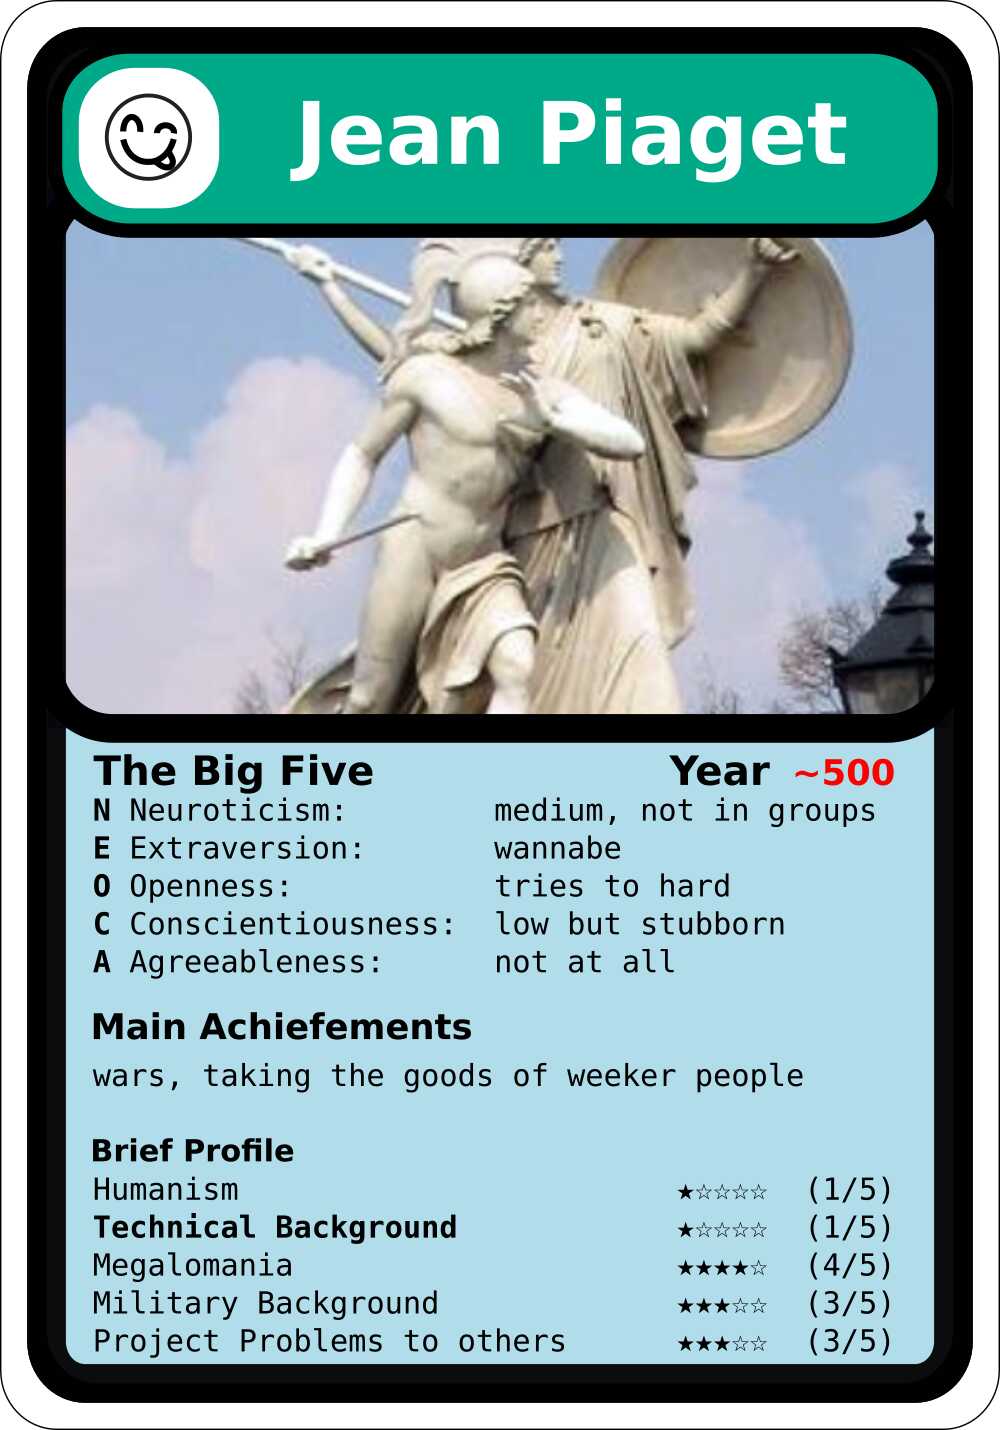 Jean Piaget
The Big Five Year ~500
N Neuroticism: medium, not in groups
E Extraversion: wannabe
O Openness: tries to hard
C Conscientiousness: low but stubborn
A Agreeableness: not at all
Main Achiefements
wars, taking the goods of weeker people
Brief Profile
Humanism ★☆☆☆☆ (1/5)
Technical Background ★☆☆☆☆ (1/5)
Megalomania ★★★★☆ (4/5)
Military Background ★★★☆☆ (3/5)
Project Problems to others ★★★☆☆ (3/5)